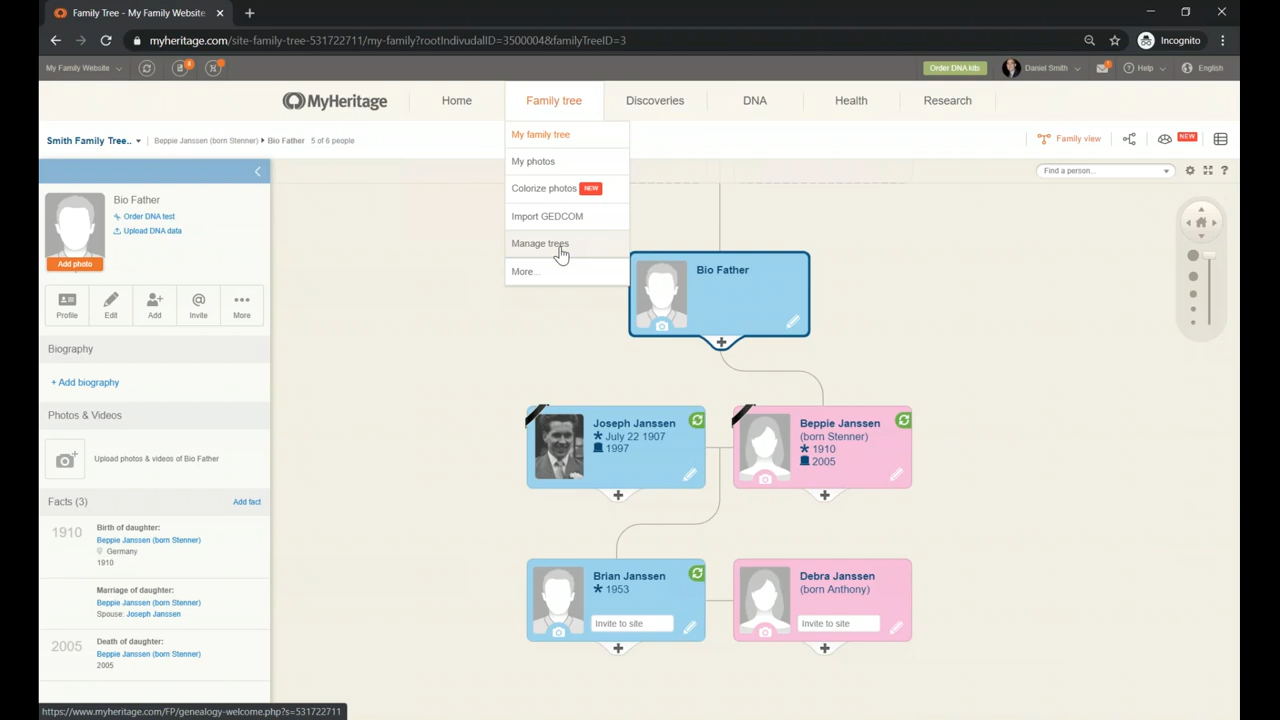 Family Tree - My Family Website
myheritage.com/site-family-tree-531722711/my-family?rootIndivudalID=3500004&familyTreeID=3
Incognito
My Family Website
8
Order DNA kits
Daniel Smith
1
Help
English
MyHeritage
Home
Family tree
Discoveries
DNA
Health
Research
Smith Family Tree..
Beppie Janssen (born Stenner) Bio Father 5 of 6 people
Family view
NEW
My family tree
My photos
Colorize photos NEW
Import GEDCOM
Manage trees
More...
Find a person...
?
Bio Father
Order DNA test
Upload DNA data
Add photo
Profile
Edit
Add
Invite
More
Biography
+ Add biography
Photos & Videos
Upload photos & videos of Bio Father
Facts (3)
Add fact
1910
Birth of daughter:
Beppie Janssen (born Stenner)
Germany
1910
Marriage of daughter:
Beppie Janssen (born Stenner)
Spouse: Joseph Janssen
2005
Death of daughter:
Beppie Janssen (born Stenner)
2005
Bio Father
Joseph Janssen
July 22 1907
1997
Beppie Janssen
(born Stenner)
1910
2005
Brian Janssen
1953
Invite to site
Debra Janssen
(born Anthony)
Invite to site
https://www.myheritage.com/FP/genealogy-welcome.php?s=531722711